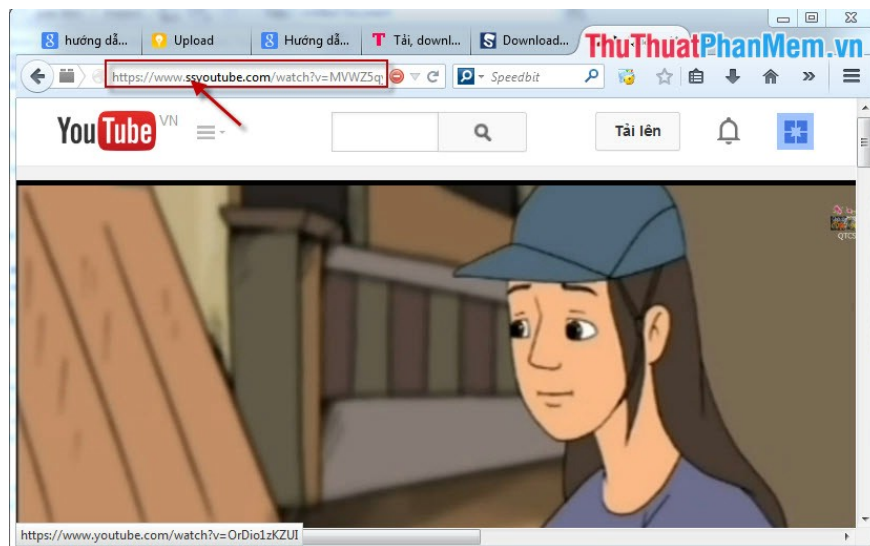 hướng dẫ...
Upload
Hướng dẫ...
Tải, downl...
Download...
ThuThuatPhanMem.vn
https://www.ssyoutube.com/watch?v=MVWZ5q
Speedbit
YouTube VN
Tải lên
QTCS
https://www.youtube.com/watch?v=OrDio1zKZUI